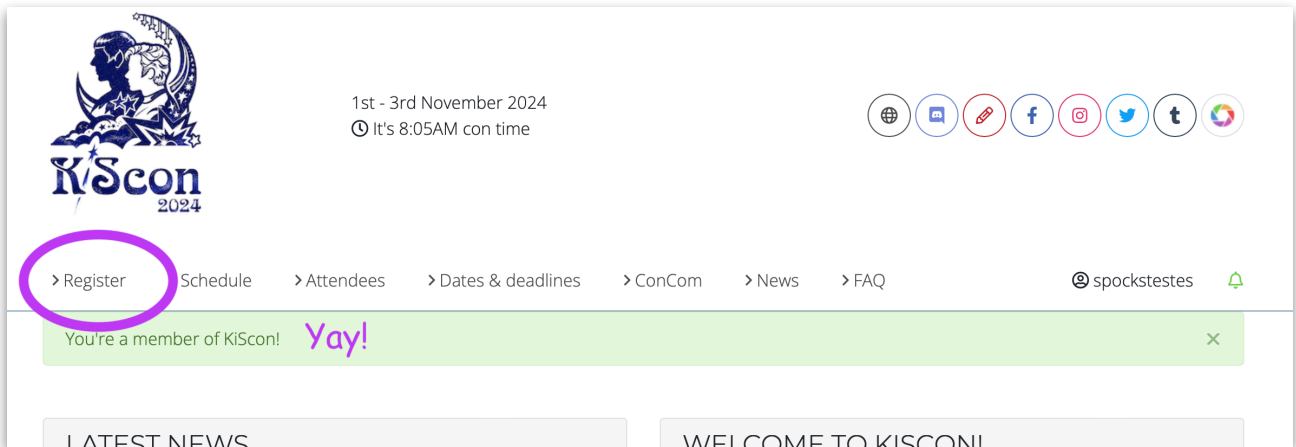 K/Scon
2024
1st - 3rd November 2024
It's 8:05AM con time
Register
Schedule
Attendees
Dates & deadlines
ConCom
News
FAQ
spockstestes
You're a member of KiScon!
Yay!
LATEST NEWS
WELCOME TO KISCON!